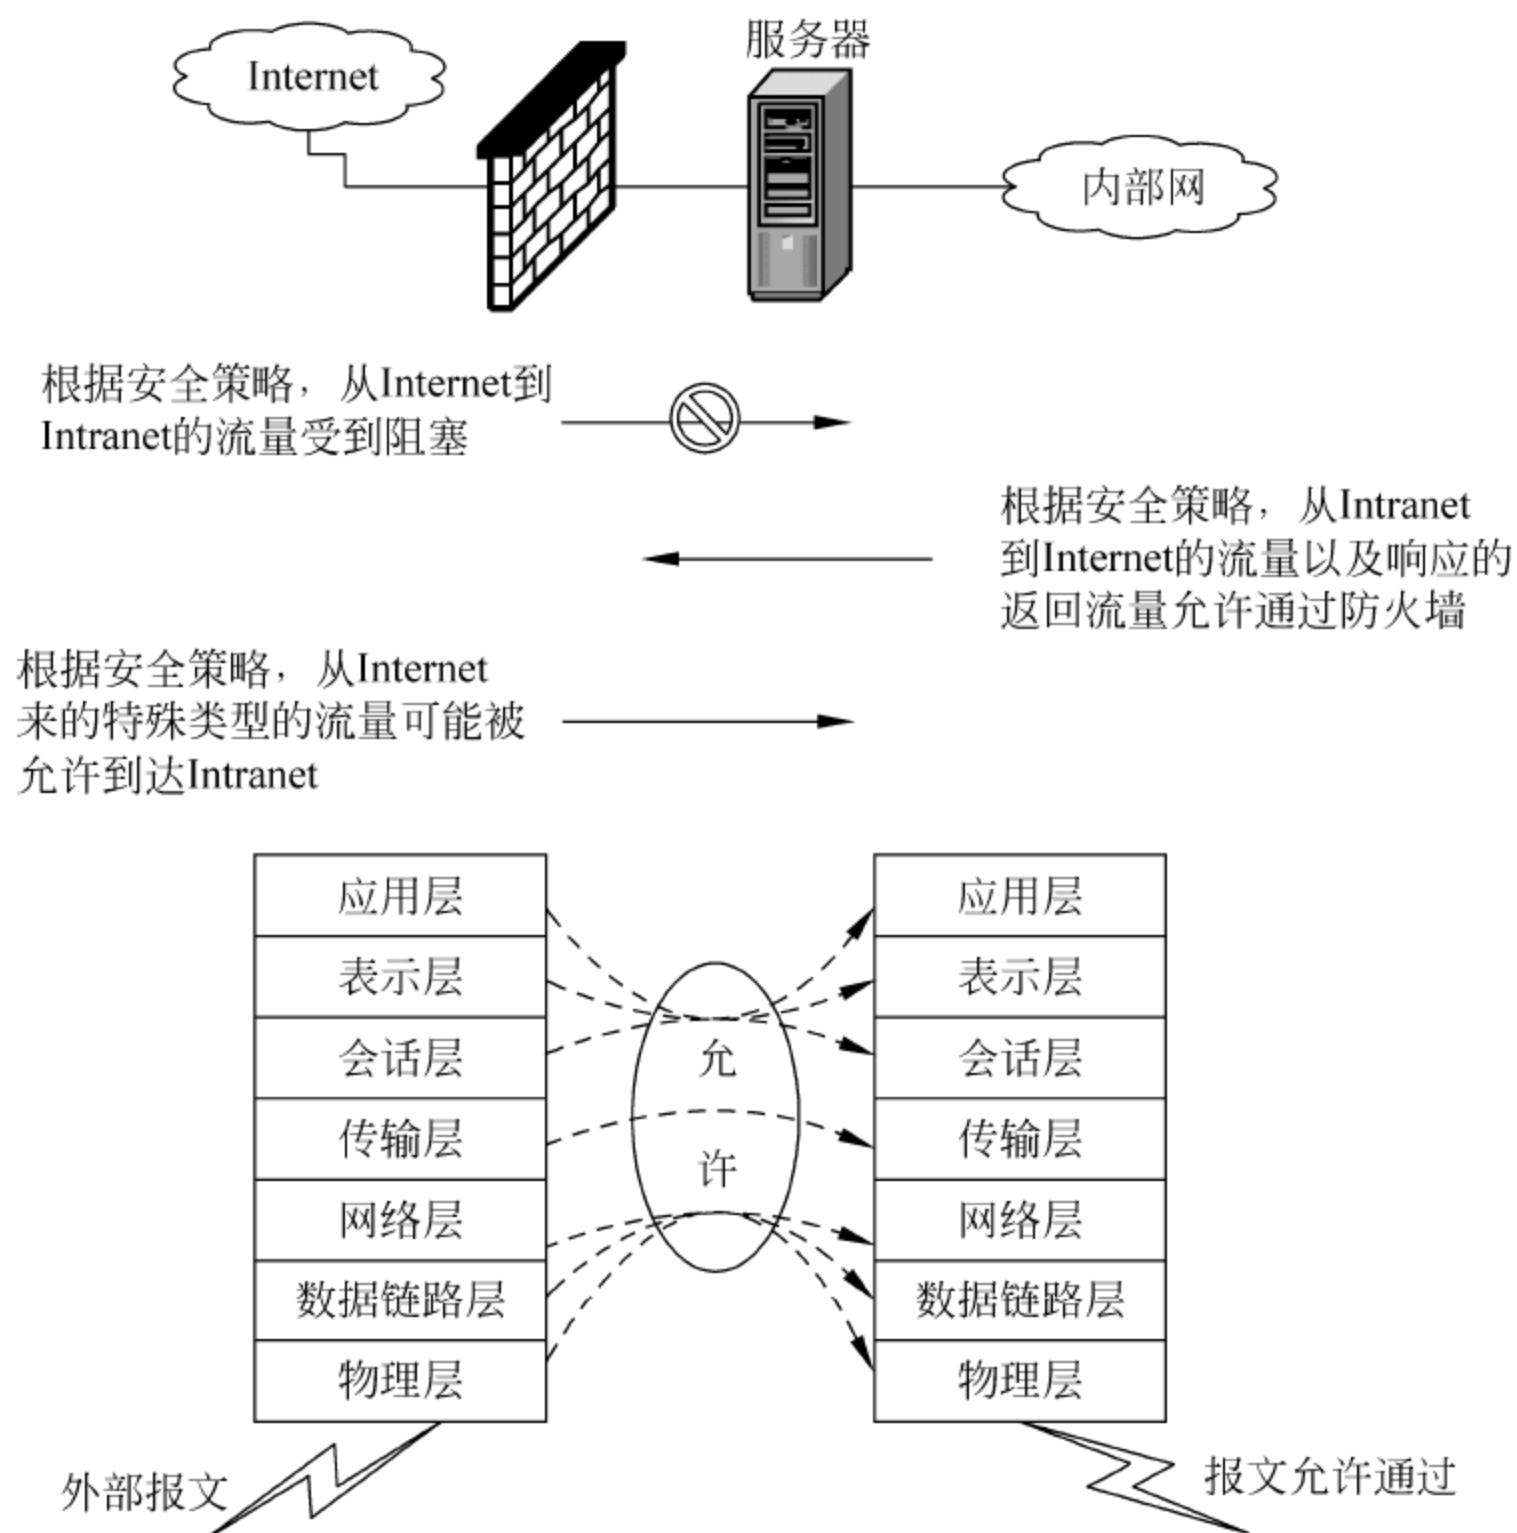 服务器
Internet
内部网
根据安全策略，从Internet到
Intranet的流量受到阻塞
根据安全策略，从Intranet
到Internet的流量以及响应的
返回流量允许通过防火墙
根据安全策略，从Internet
来的特殊类型的流量可能被
允许到达Intranet
应用层
表示层
会话层
传输层
网络层
数据链路层
物理层
允
许
应用层
表示层
会话层
传输层
网络层
数据链路层
物理层
外部报文
报文允许通过